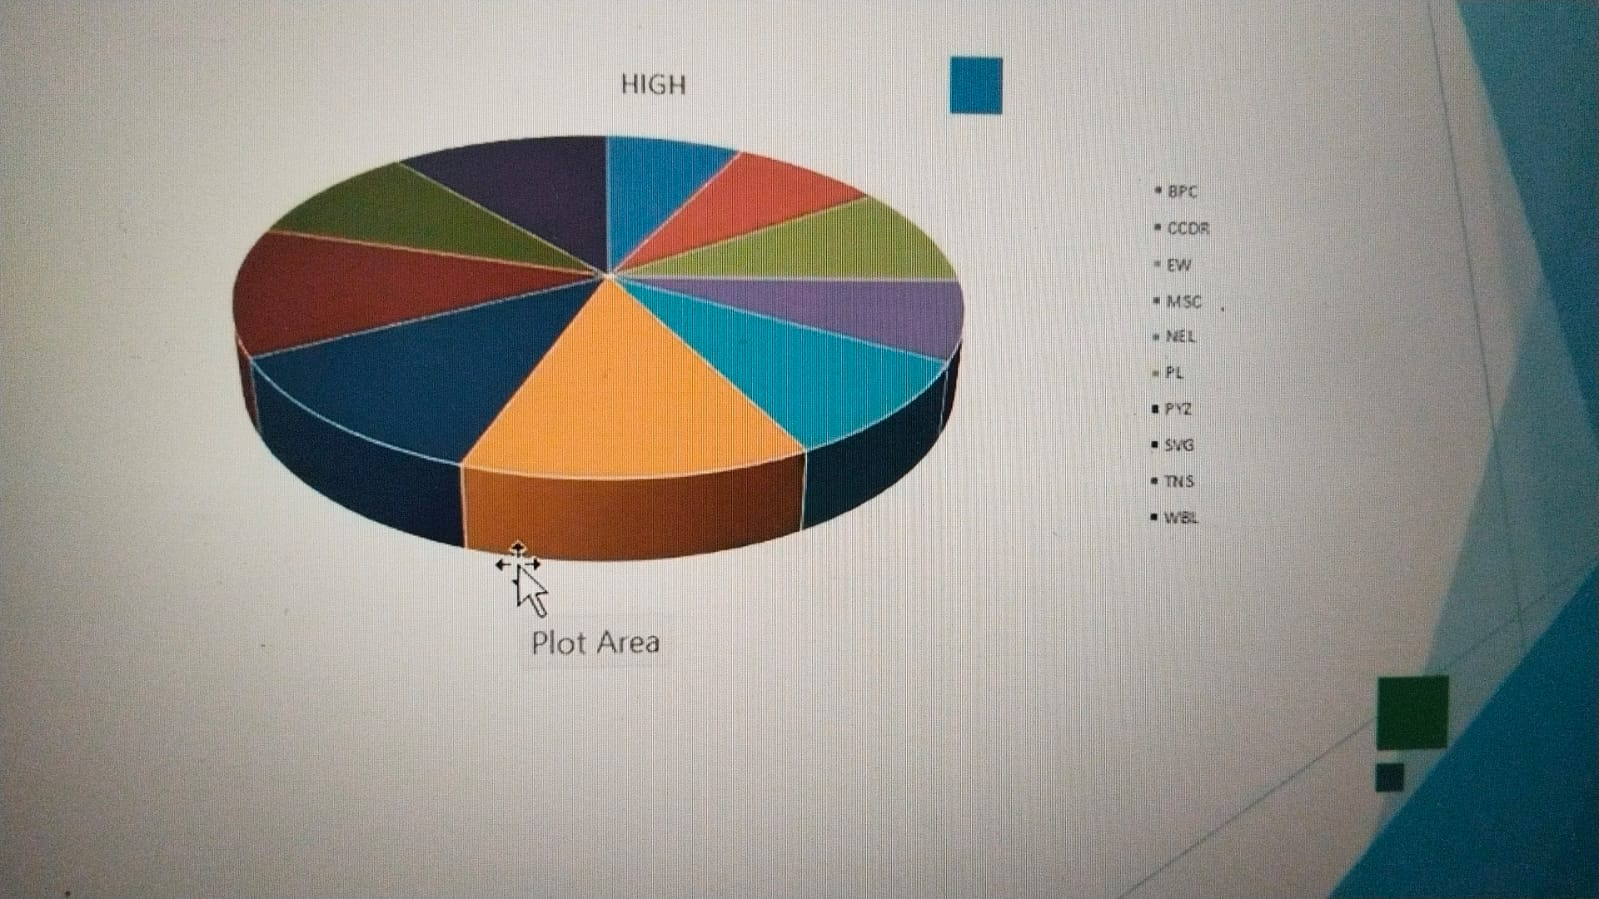 HIGH
BPC
CCDR
EW
MSC
NEL
PL
PYZ
SVG
TNS
WBL
Plot Area